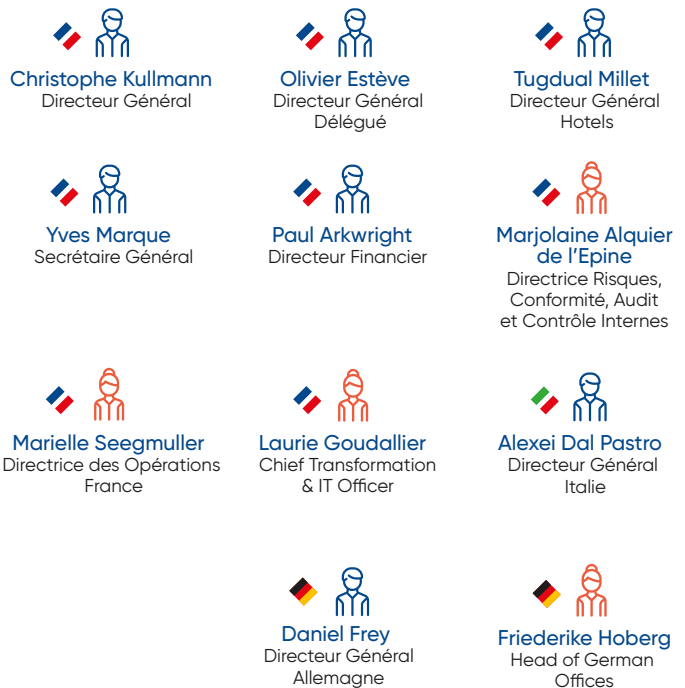 Christophe Kullmann
Directeur Général
Olivier Estève
Directeur Général
Délégué
Tugdual Millet
Directeur Général
Hotels
Yves Marque
Secrétaire Général
Paul Arkwright
Directeur Financier
Marjolaine Alquier
de l’Epine
Directrice Risques,
Conformité, Audit
et Contrôle Internes
Marielle Seegmuller
Directrice des Opérations
France
Laurie Goudallier
Chief Transformation
& IT Officer
Alexei Dal Pastro
Directeur Général
Italie
Daniel Frey
Directeur Général
Allemagne
Friederike Hoberg
Head of German
Offices